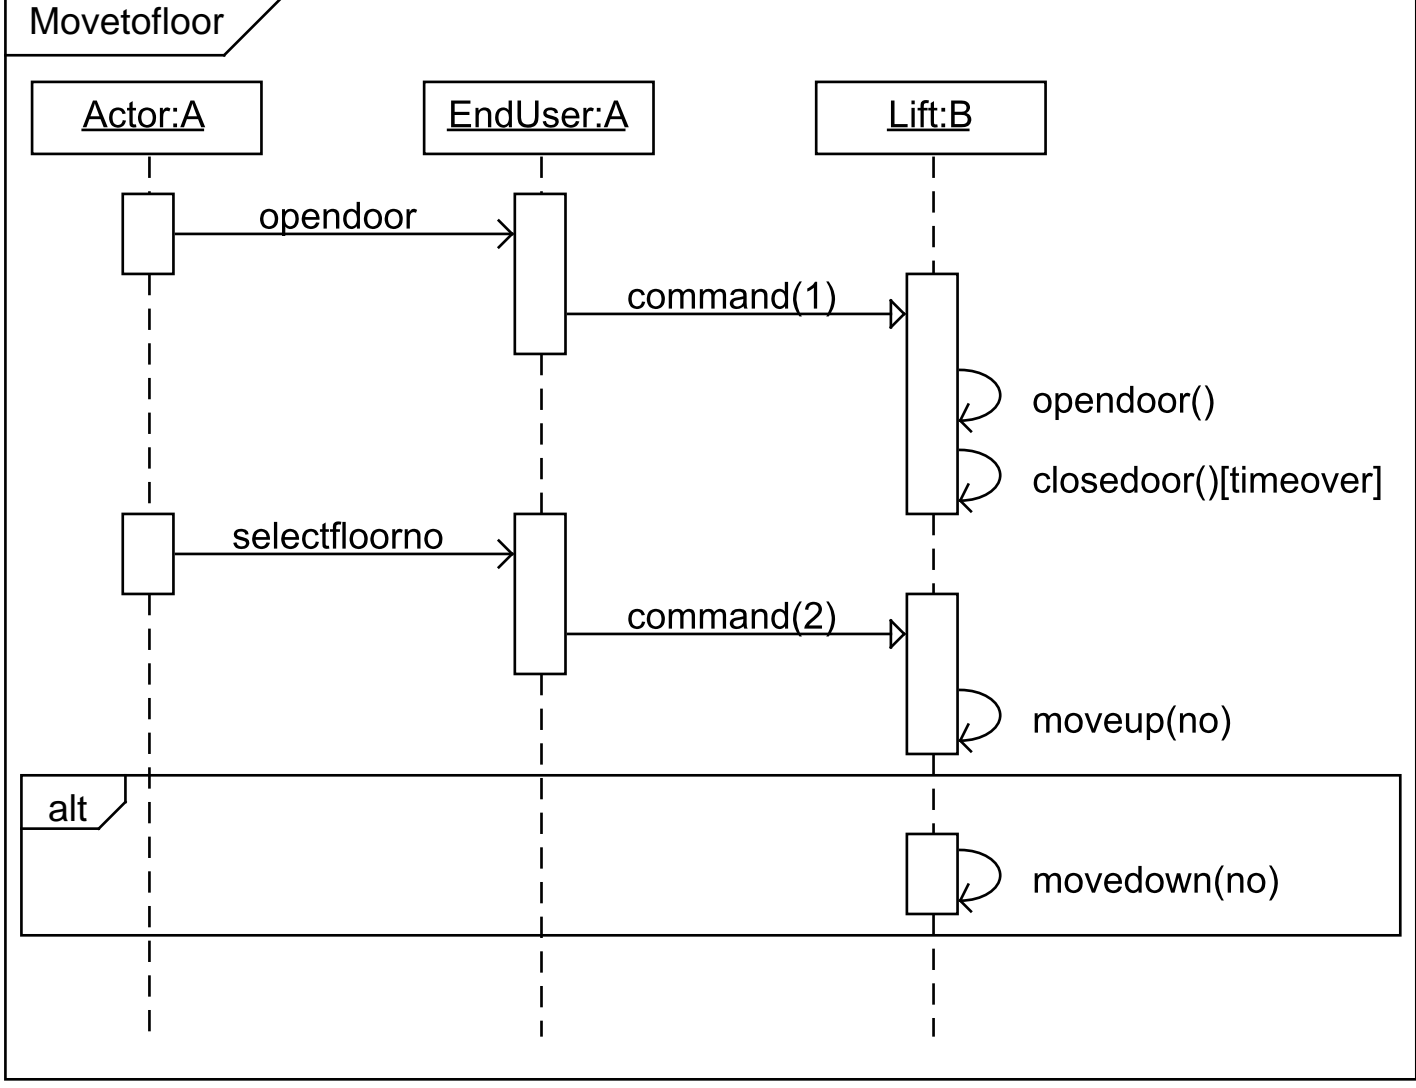 Movetofloor
Actor:A
EndUser:A
Lift:B
opendoor
command(1)
opendoor()
closedoor()[timeover]
selectfloorno
command(2)
moveup(no)
alt
movedown(no)